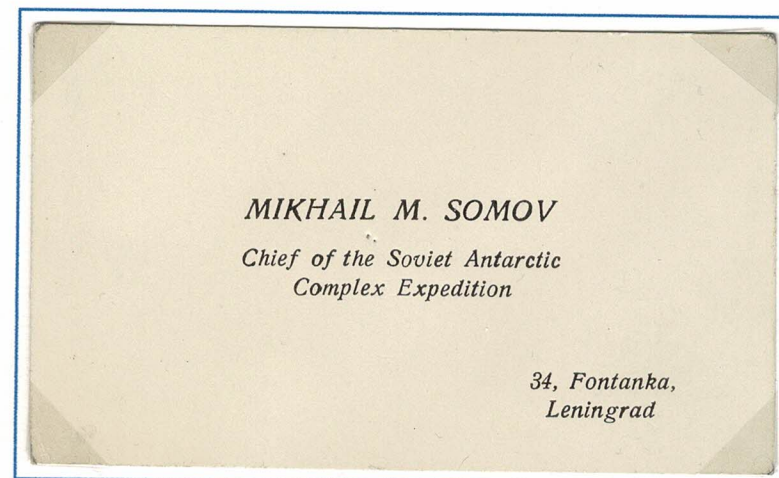 MIKHAIL M. SOMOV
Chief of the Soviet Antarctic
Complex Expedition
34, Fontanka,
Leningrad